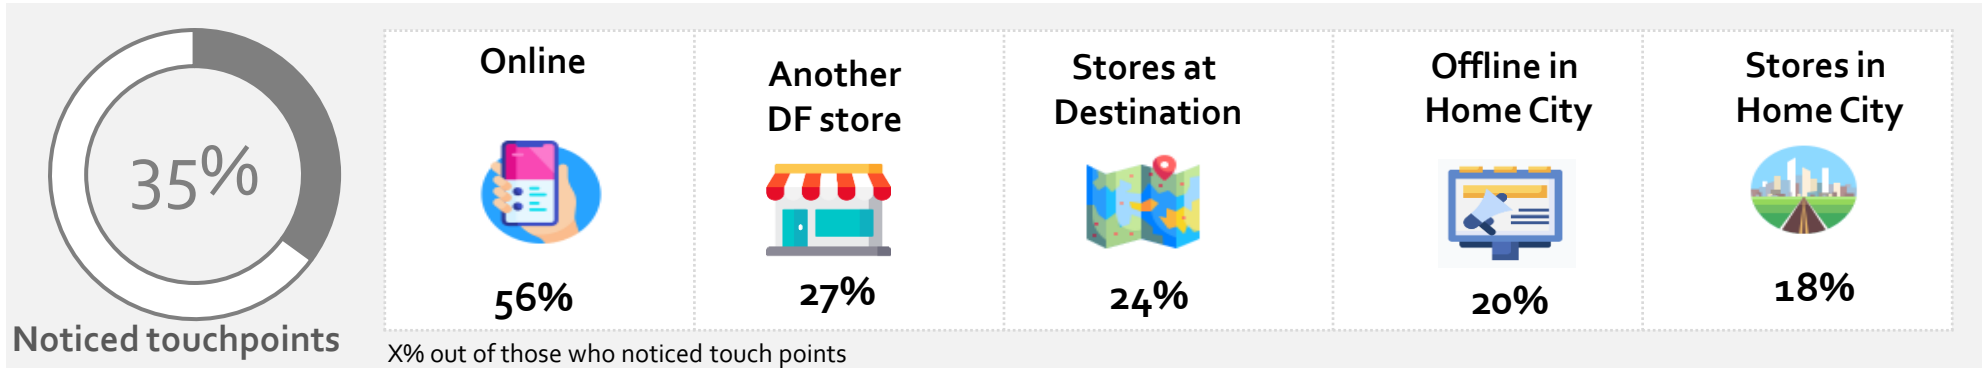 35%
Noticed touchpoints
Online
56%
Another
DF store
27%
Stores at
Destination
24%
Offline in
Home City
20%
Stores in
Home City
18%
X% out of those who noticed touch points